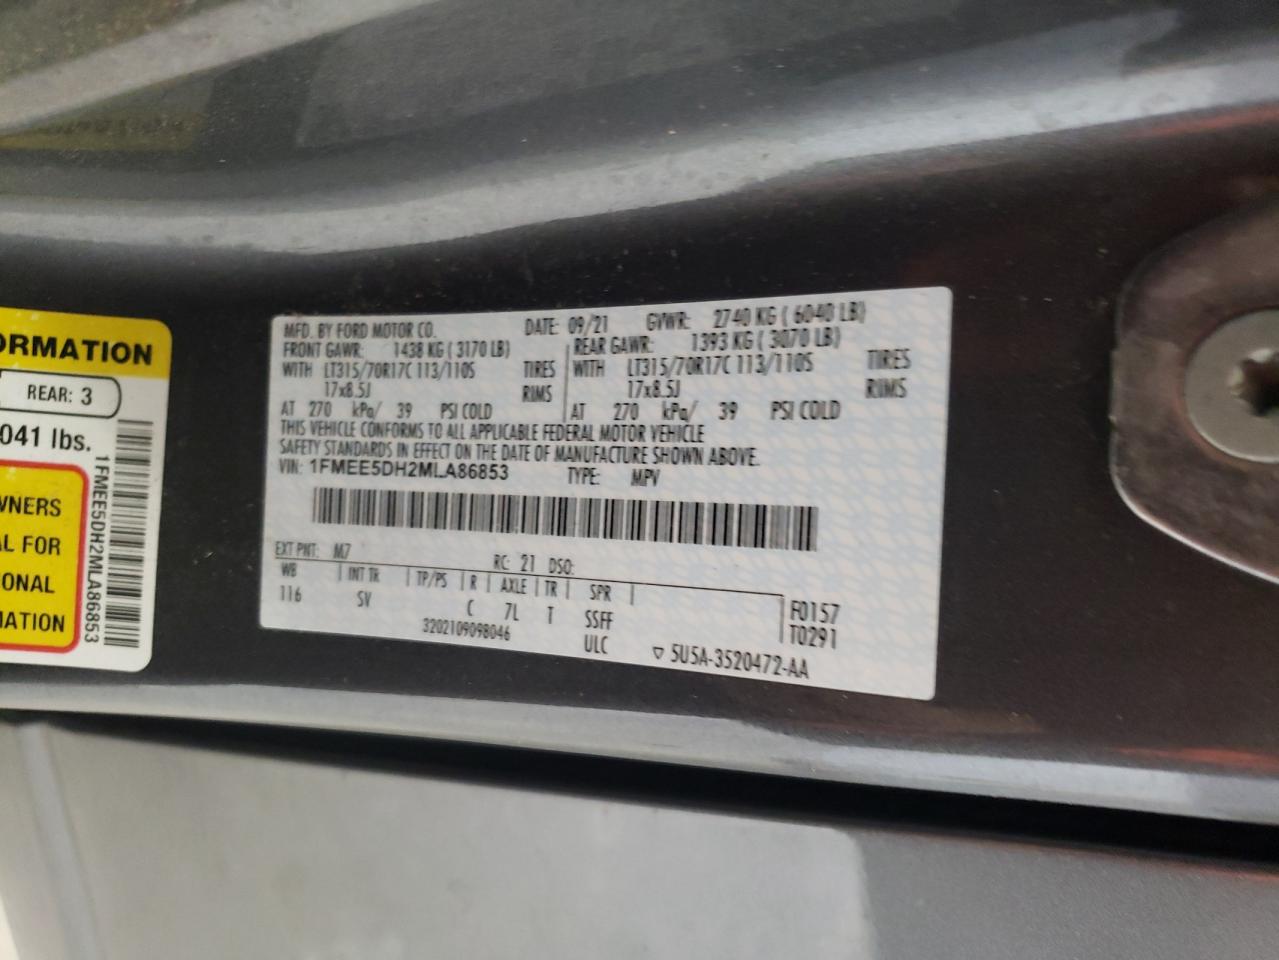 ORMATION
REAR: 3
041 lbs.
WNERS
AL FOR
IONAL
MATION
1FMEE5DH2MLA86853
MFD. BY FORD MOTOR CO. DATE: 09/21 GVWR: 2740 KG ( 6040 LB)
FRONT GAWR: 1438 KG ( 3170 LB) REAR GAWR: 1393 KG ( 3070 LB)
WITH LT315/70R17C 113/110S TIRES WITH LT315/70R17C 113/110S TIRES
17x8.5J RIMS 17x8.5J RIMS
AT 270 kPa/ 39 PSI COLD AT 270 kPa/ 39 PSI COLD
THIS VEHICLE CONFORMS TO ALL APPLICABLE FEDERAL MOTOR VEHICLE
SAFETY STANDARDS IN EFFECT ON THE DATE OF MANUFACTURE SHOWN ABOVE.
VIN: 1FMEE5DH2MLA86853 TYPE: MPV
EXT PNT: M7 RC: 21 DSO:
WB INT TR TP/PS R AXLE TR SPR
116 SV C 7L T SSFF F0157
3202109098046 ULC T0291
▽ 5U5A-3520472-AA